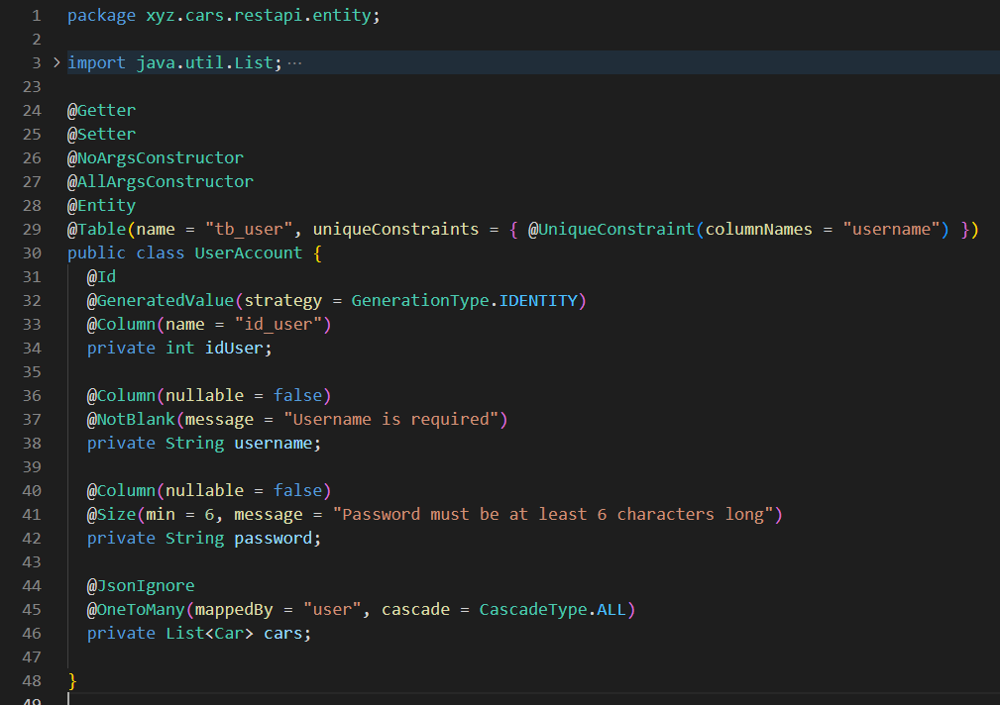 1 package xyz.cars.restapi.entity;
2
3 > import java.util.List; ···
23
24 @Getter
25 @Setter
26 @NoArgsConstructor
27 @AllArgsConstructor
28 @Entity
29 @Table(name = "tb_user", uniqueConstraints = { @UniqueConstraint(columnNames = "username") })
30 public class UserAccount {
31   @Id
32   @GeneratedValue(strategy = GenerationType.IDENTITY)
33   @Column(name = "id_user")
34   private int idUser;
35
36   @Column(nullable = false)
37   @NotBlank(message = "Username is required")
38   private String username;
39
40   @Column(nullable = false)
41   @Size(min = 6, message = "Password must be at least 6 characters long")
42   private String password;
43
44   @JsonIgnore
45   @OneToMany(mappedBy = "user", cascade = CascadeType.ALL)
46   private List<Car> cars;
47
48 }
49